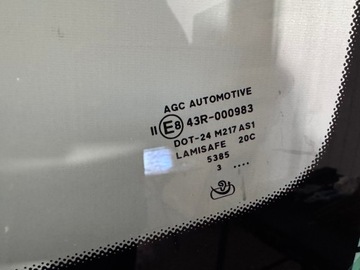 AGC AUTOMOTIVE
II E8 43R-000983
DOT-24 M217 AS1
LAMISAFE 20C
5385
3 ....